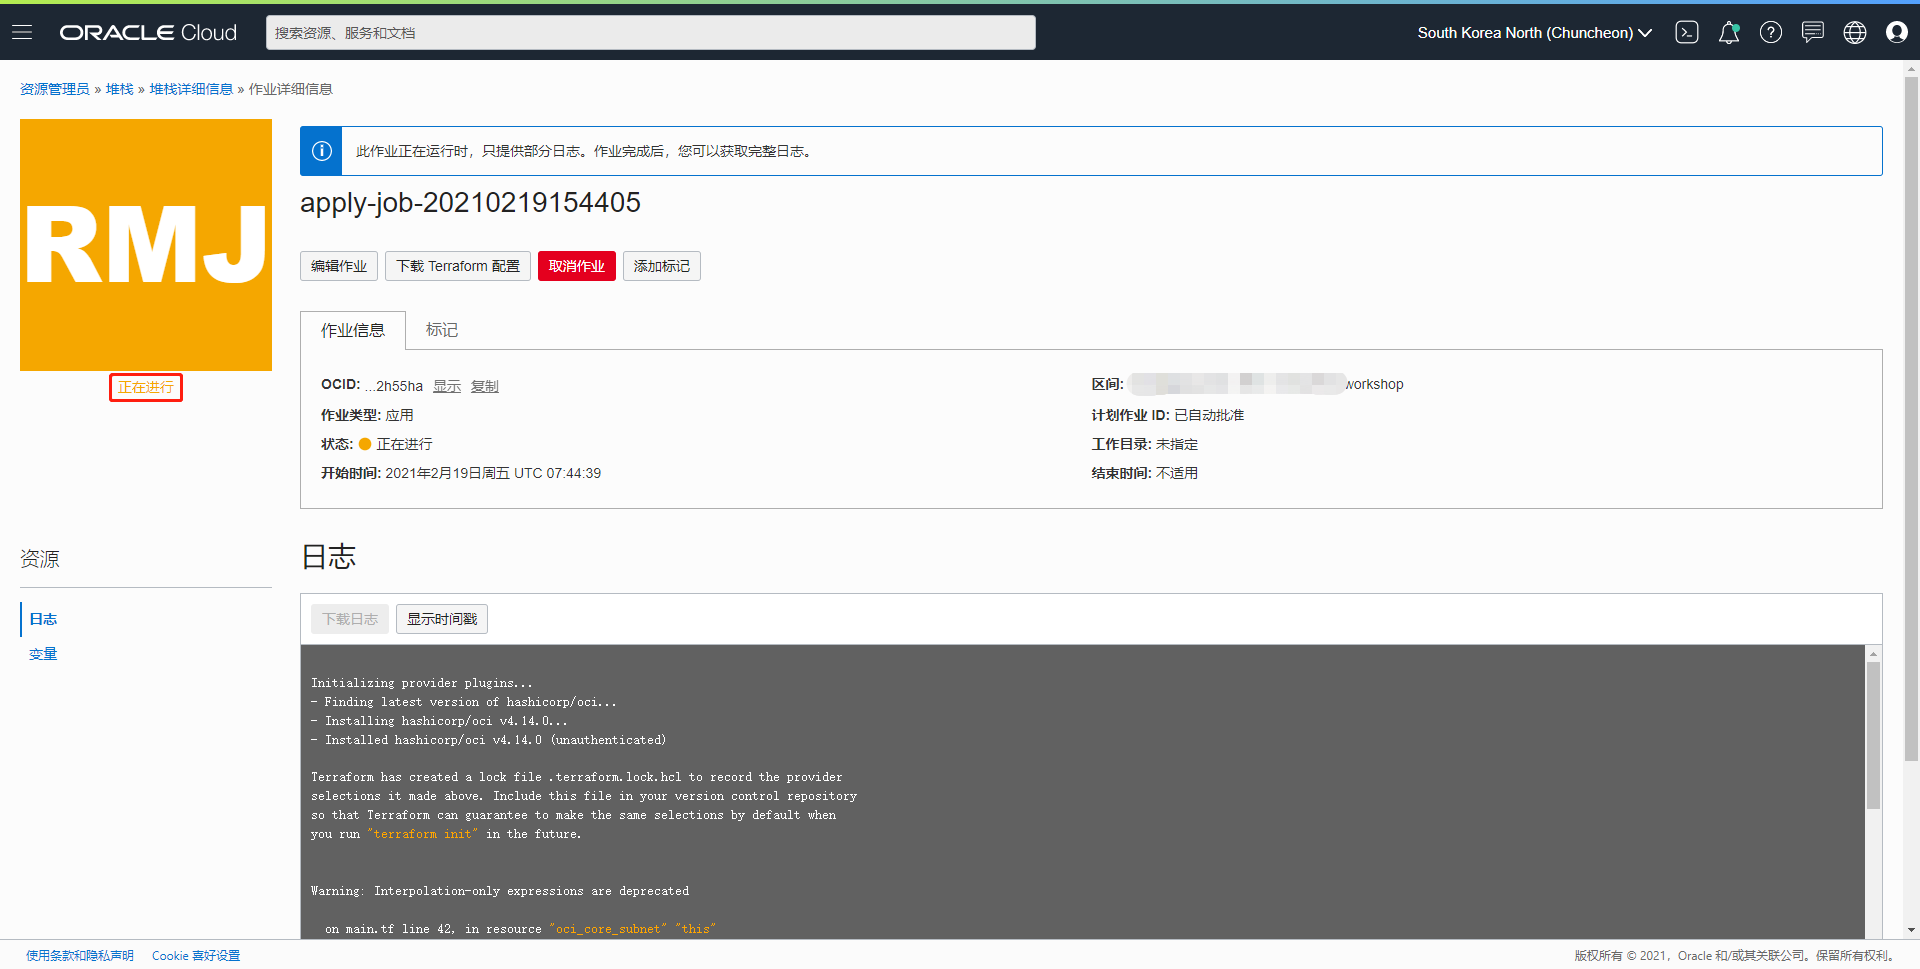 ORACLE Cloud
搜索资源、服务和文档
South Korea North (Chuncheon)
资源管理员 » 堆栈 » 堆栈详细信息 » 作业详细信息
RMJ
正在进行
此作业正在运行时，只提供部分日志。作业完成后，您可以获取完整日志。
apply-job-20210219154405
编辑作业 下载 Terraform 配置 取消作业 添加标记
作业信息 标记
OCID: ...2h55ha 显示 复制
作业类型: 应用
状态: 正在进行
开始时间: 2021年2月19日周五 UTC 07:44:39
区间: workshop
计划作业 ID: 已自动批准
工作目录: 未指定
结束时间: 不适用
资源
日志
变量
日志
下载日志 显示时间戳
Initializing provider plugins...
- Finding latest version of hashicorp/oci...
- Installing hashicorp/oci v4.14.0...
- Installed hashicorp/oci v4.14.0 (unauthenticated)
Terraform has created a lock file .terraform.lock.hcl to record the provider
selections it made above. Include this file in your version control repository
so that Terraform can guarantee to make the same selections by default when
you run "terraform init" in the future.
Warning: Interpolation-only expressions are deprecated
on main.tf line 42, in resource "oci_core_subnet" "this"
使用条款和隐私声明 Cookie 喜好设置
版权所有 © 2021，Oracle 和/或其关联公司。保留所有权利。